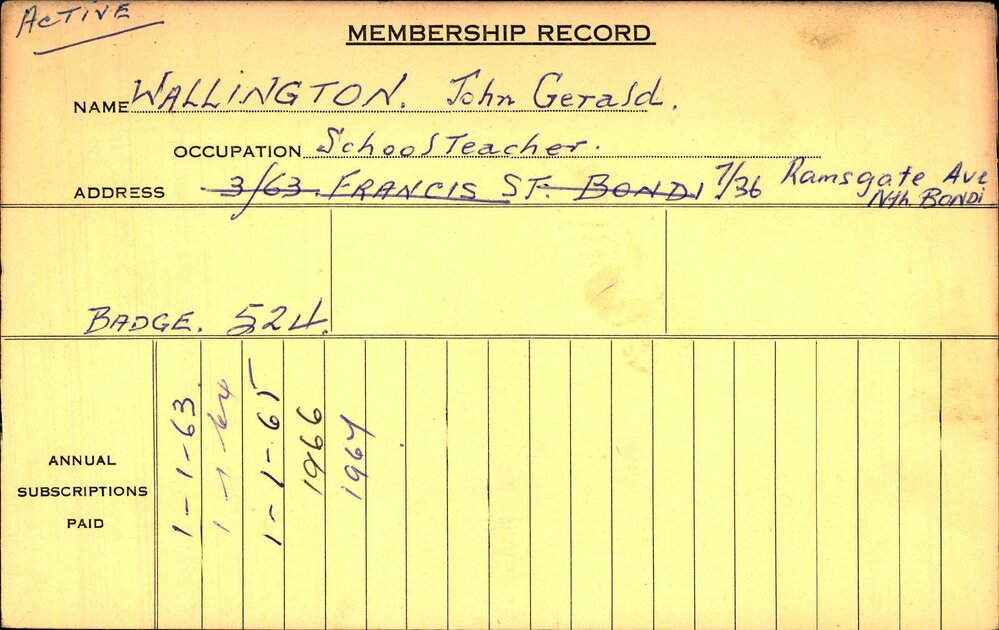 ACTIVE
MEMBERSHIP RECORD
NAME WALLINGTON. John Gerald.
OCCUPATION School Teacher.
ADDRESS 3/63 FRANCIS ST. BONDI 7/36 Ramsgate Ave
Nth. BONDI
BADGE. 524.
ANNUAL
SUBSCRIPTIONS
PAID
1-1-63.
1-1-64
1-1-65
1966
1967